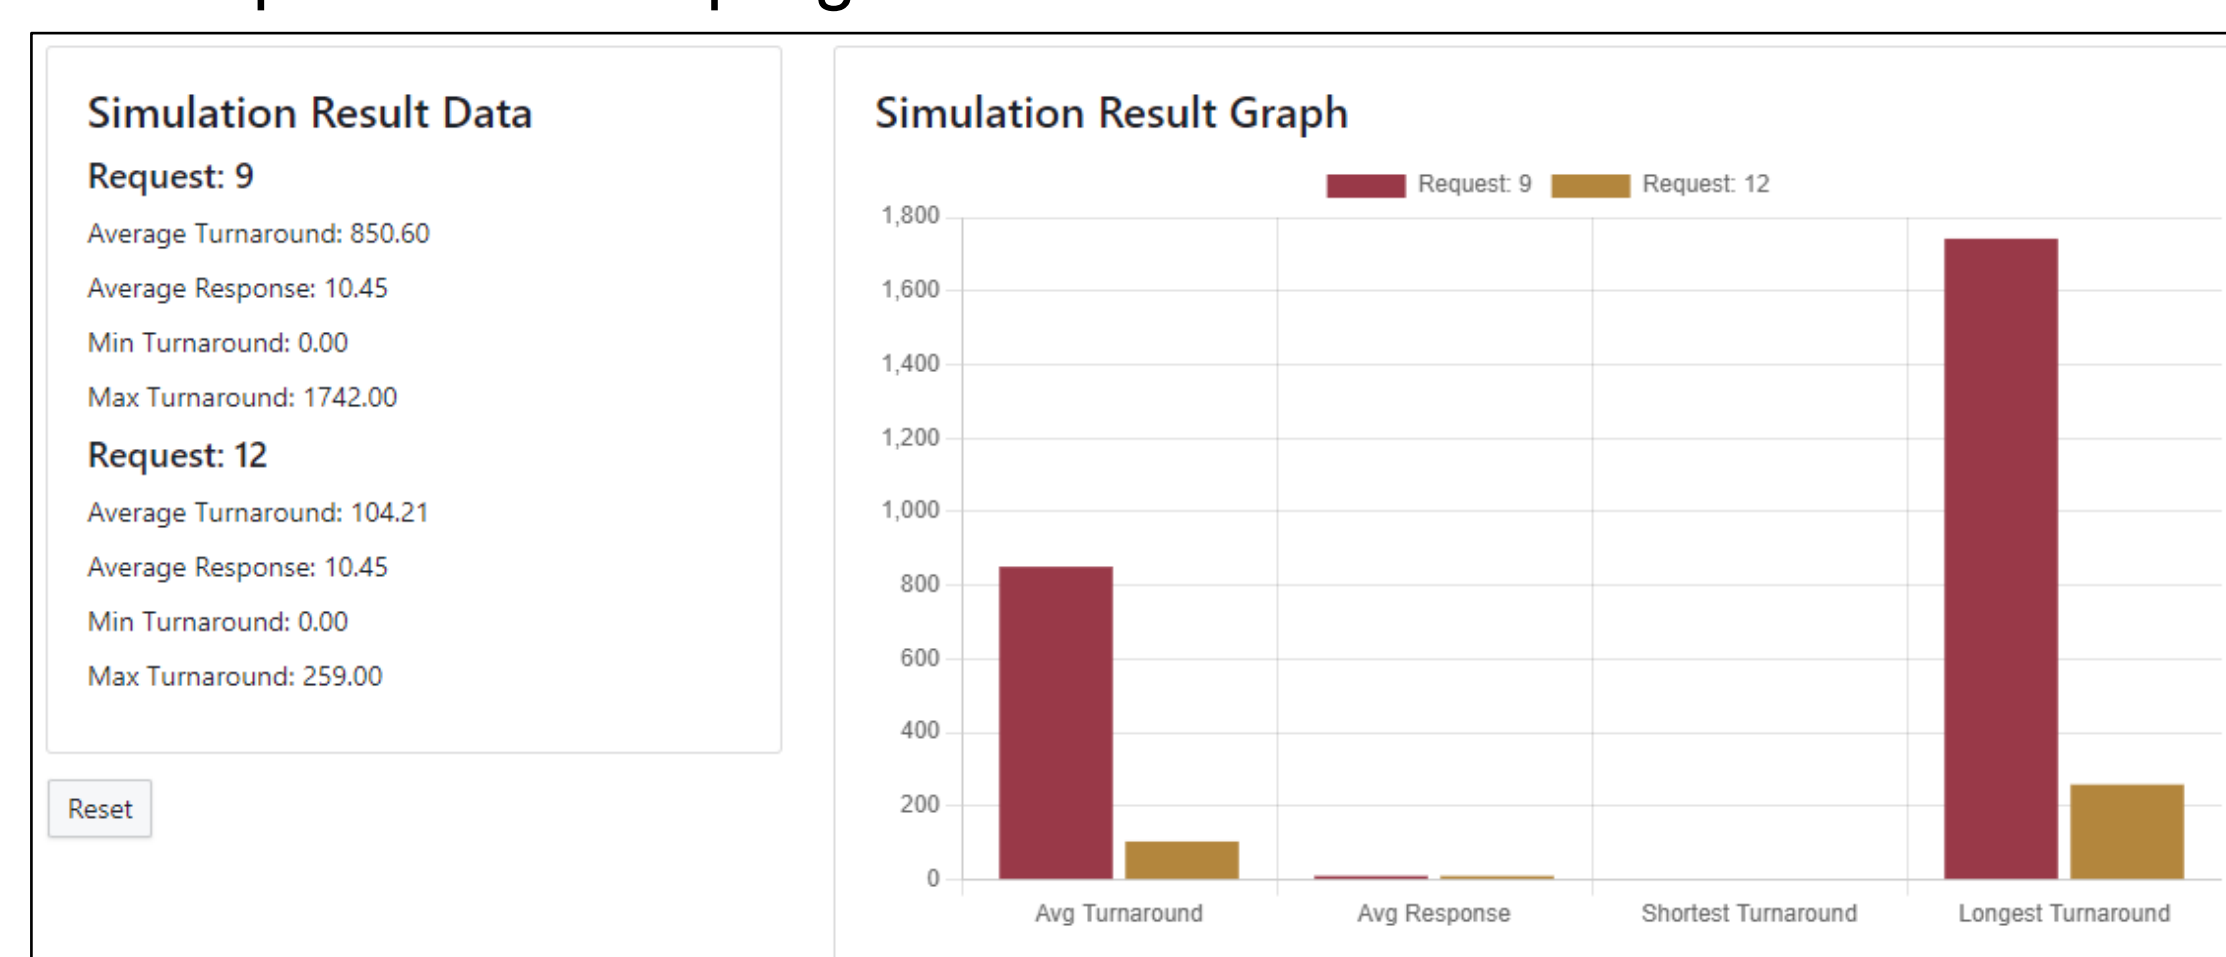 Simulation Result Data
Request: 9
Average Turnaround: 850.60
Average Response: 10.45
Min Turnaround: 0.00
Max Turnaround: 1742.00
Request: 12
Average Turnaround: 104.21
Average Response: 10.45
Min Turnaround: 0.00
Max Turnaround: 259.00
Reset
Simulation Result Graph
Request: 9 Request: 12
1,800
1,600
1,400
1,200
1,000
800
600
400
200
0
Avg Turnaround Avg Response Shortest Turnaround Longest Turnaround